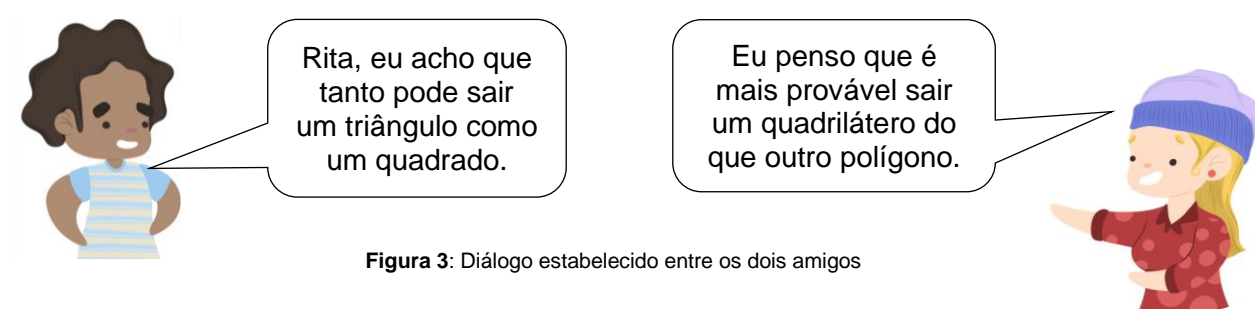 Rita, eu acho que
tanto pode sair
um triângulo como
um quadrado.
Eu penso que é
mais provável sair
um quadrilátero do
que outro polígono.
Figura 3: Diálogo estabelecido entre os dois amigos